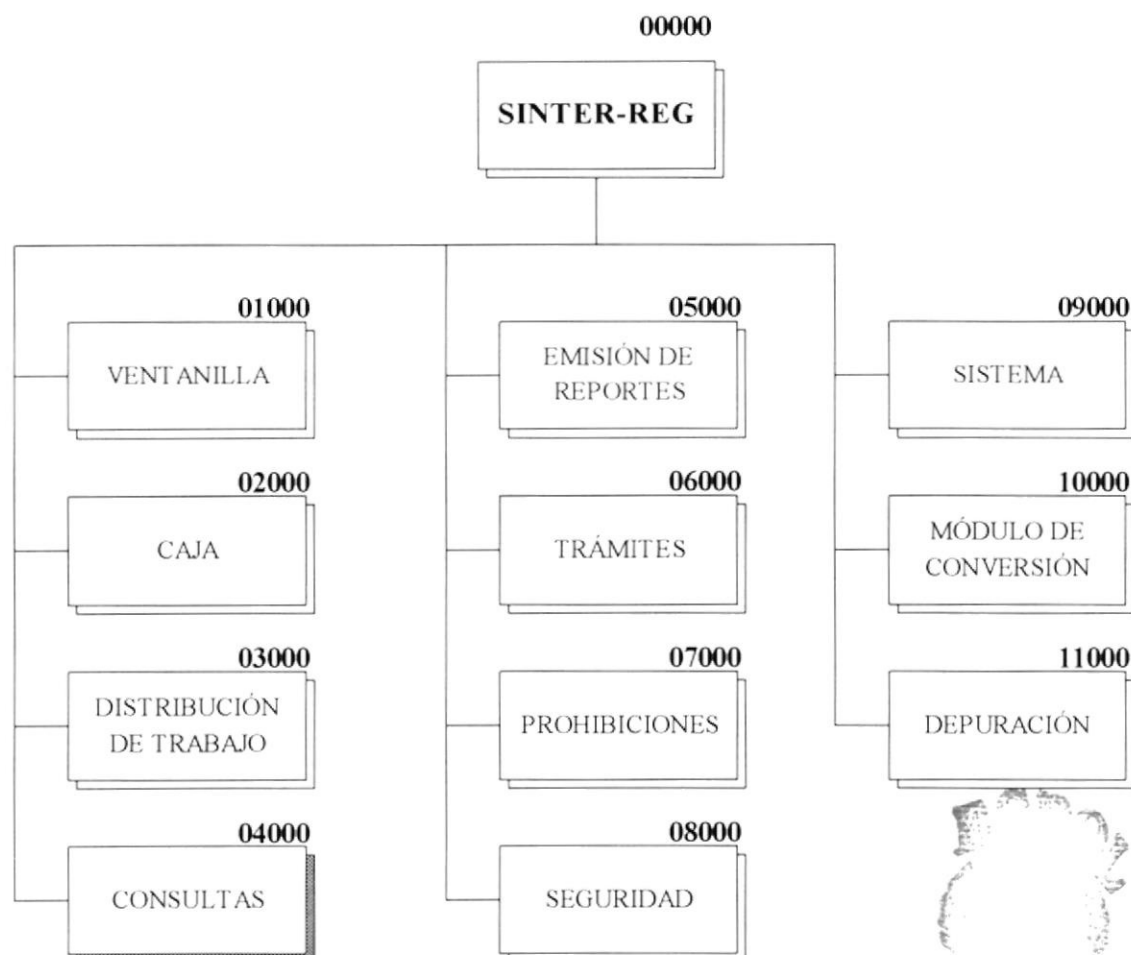 00000
SINTER-REG
01000
VENTANILLA
02000
CAJA
03000
DISTRIBUCIÓN
DE TRABAJO
04000
CONSULTAS
05000
EMISIÓN DE
REPORTES
06000
TRÁMITES
07000
PROHIBICIONES
08000
SEGURIDAD
09000
SISTEMA
10000
MÓDULO DE
CONVERSIÓN
11000
DEPURACIÓN